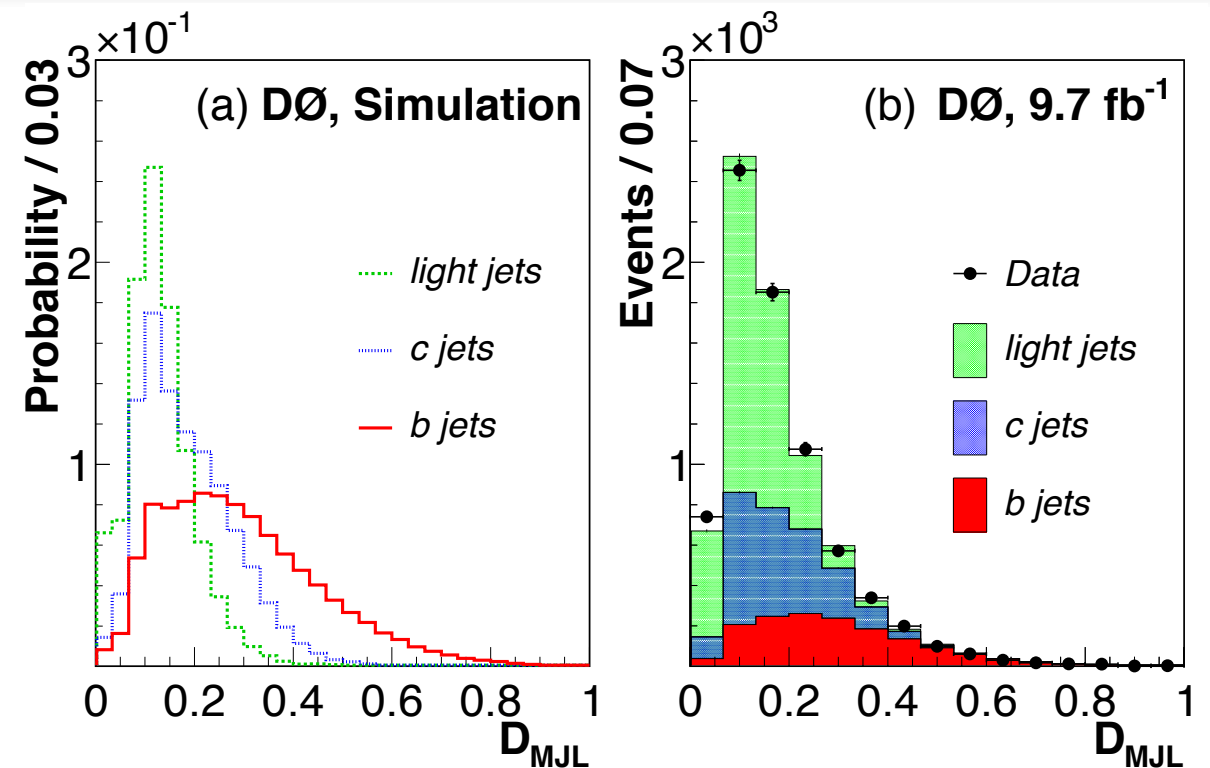 3×10⁻¹
Probability / 0.03
(a) DØ, Simulation
light jets
c jets
b jets
2
1
0 0.2 0.4 0.6 0.8 1
D_MJL
3×10³
Events / 0.07
(b) DØ, 9.7 fb⁻¹
Data
light jets
c jets
b jets
2
1
0 0.2 0.4 0.6 0.8 1
D_MJL